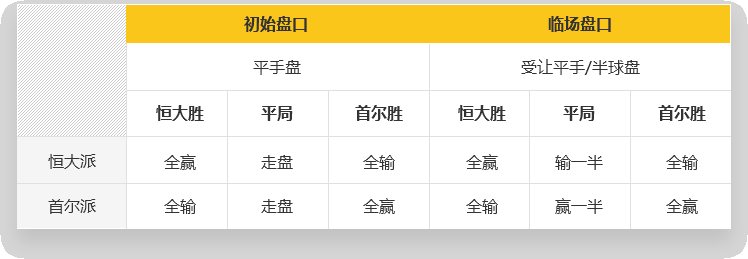 初始盘口 临场盘口
平手盘 受让平手/半球盘
恒大胜 平局 首尔胜 恒大胜 平局 首尔胜
恒大派 全赢 走盘 全输 全赢 输一半 全输
首尔派 全输 走盘 全赢 全输 赢一半 全赢